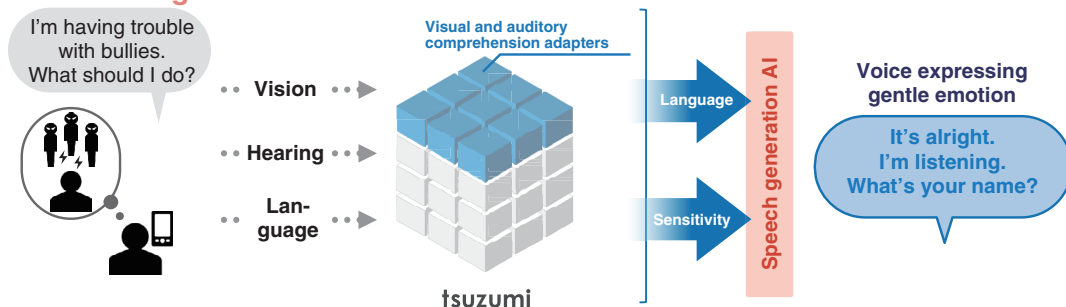 I'm having trouble
with bullies.
What should I do?
Visual and auditory
comprehension adapters
Vision
Hearing
Lan-
guage
tsuzumi
Language
Sensitivity
Speech generation AI
Voice expressing
gentle emotion
It's alright.
I'm listening.
What's your name?